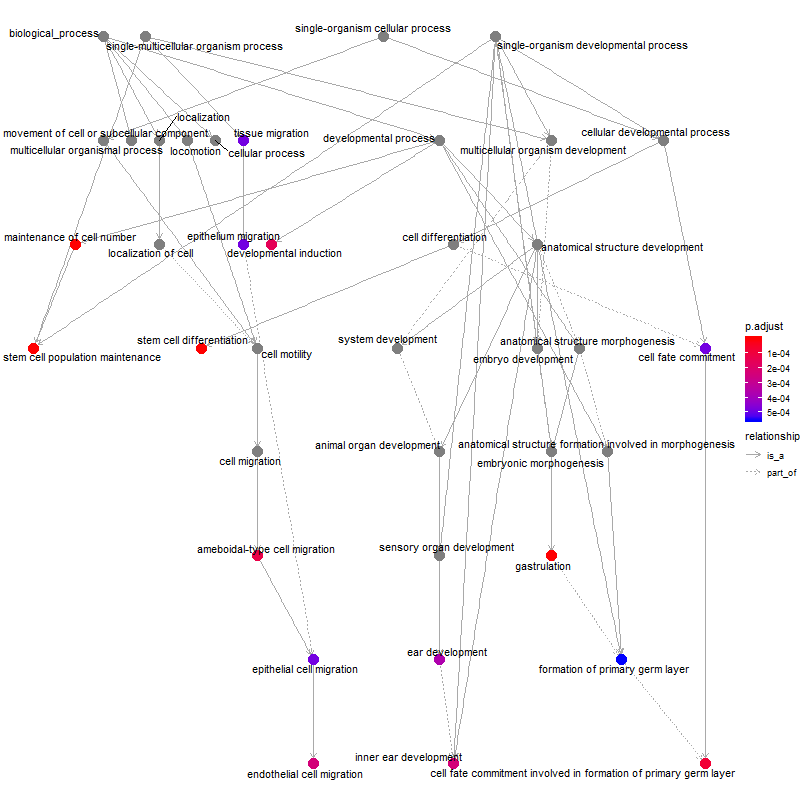 single-organism cellular process
biological_process
single-multicellular organism process
single-organism developmental process
localization
movement of cell or subcellular component
tissue migration
developmental process
cellular developmental process
multicellular organismal process
locomotion
cellular process
multicellular organism development
maintenance of cell number
epithelium migration
cell differentiation
anatomical structure development
localization of cell
developmental induction
stem cell differentiation
system development
anatomical structure morphogenesis
stem cell population maintenance
cell motility
embryo development
cell fate commitment
p.adjust
1e-04
2e-04
3e-04
4e-04
5e-04
relationship
is_a
part_of
animal organ development
anatomical structure formation involved in morphogenesis
cell migration
embryonic morphogenesis
ameboidal-type cell migration
sensory organ development
gastrulation
ear development
epithelial cell migration
formation of primary germ layer
inner ear development
endothelial cell migration
cell fate commitment involved in formation of primary germ layer